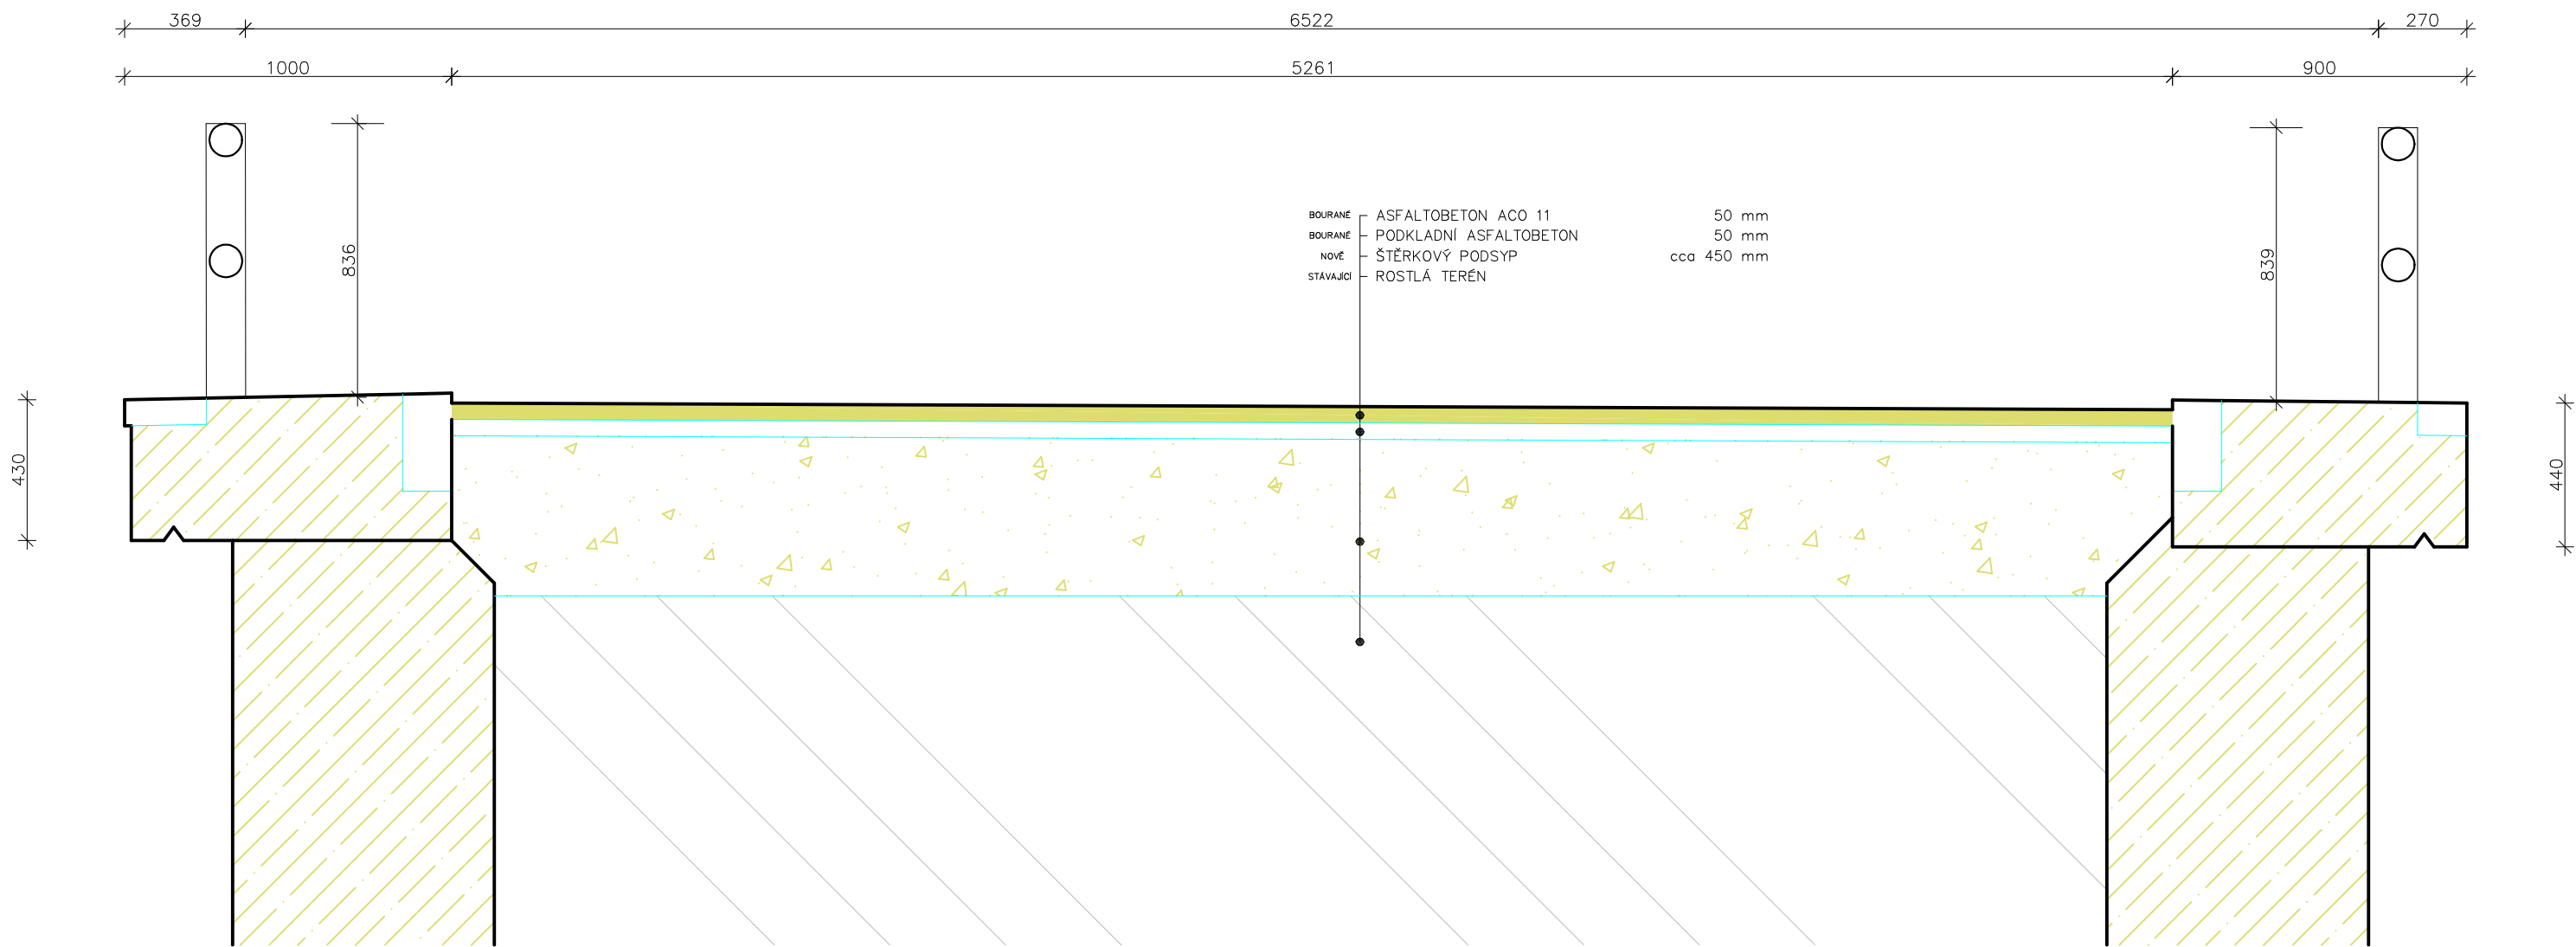 369 6522 270
1000 5261 900
BOURANÉ ASFALTOBETON ACO 11 50 mm
BOURANÉ PODKLADNÍ ASFALTOBETON 50 mm
NOVĚ ŠTĚRKOVÝ PODSYP cca 450 mm
STÁVAJÍCÍ ROSTLÁ TERÉN
836
839
430
440